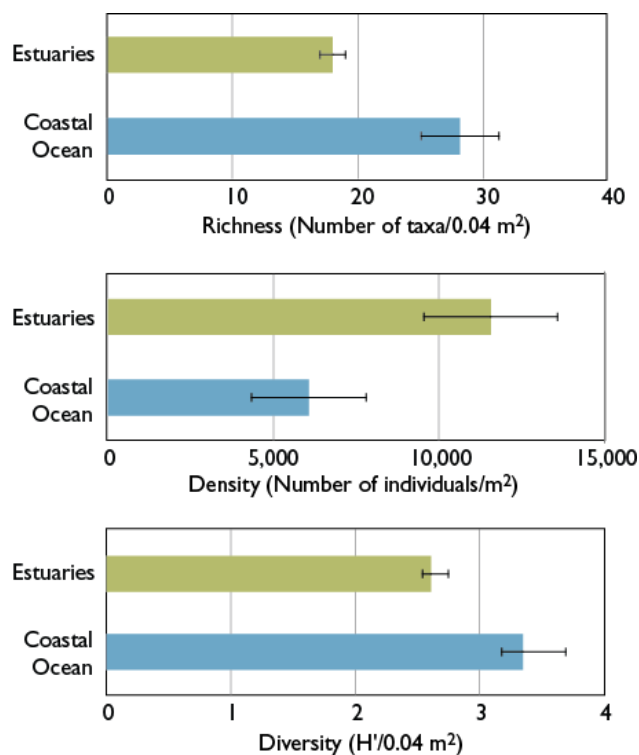 Estuaries
Coastal
Ocean
0 10 20 30 40
Richness (Number of taxa/0.04 m²)
Estuaries
Coastal
Ocean
0 5,000 10,000 15,000
Density (Number of individuals/m²)
Estuaries
Coastal
Ocean
0 1 2 3 4
Diversity (H'/0.04 m²)